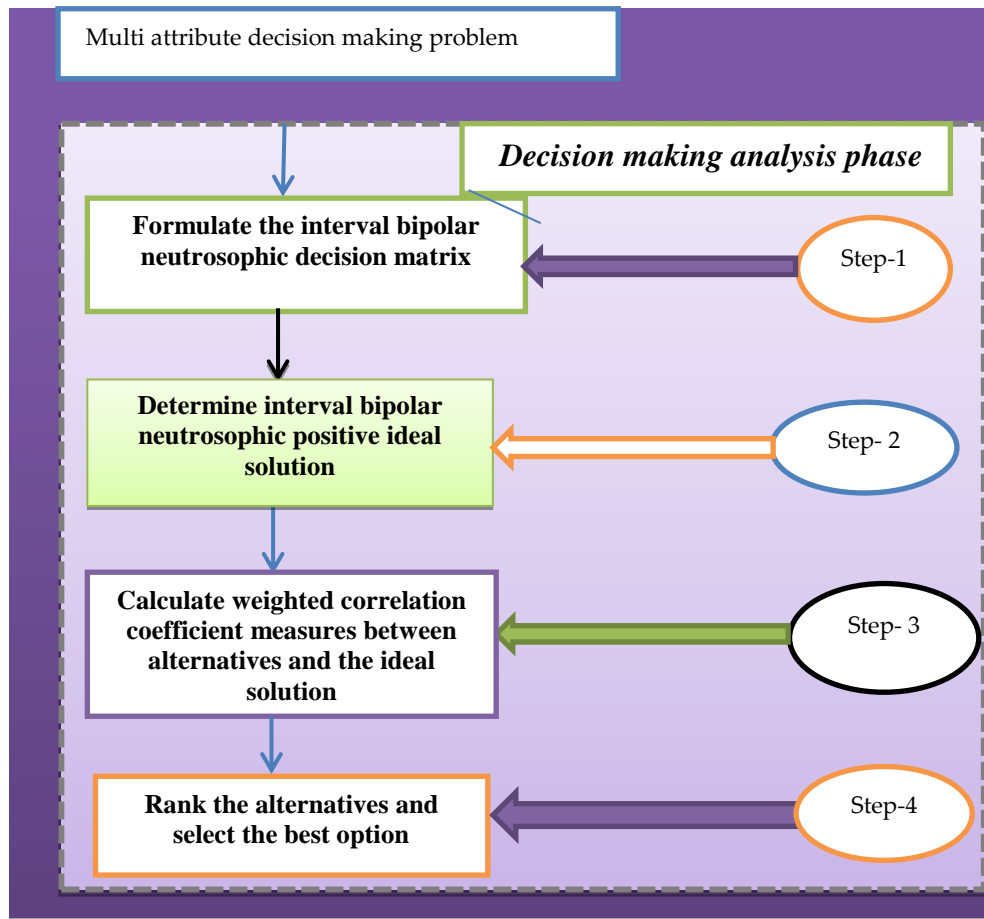 Multi attribute decision making problem
Decision making analysis phase
Formulate the interval bipolar
neutrosophic decision matrix
Step-1
Determine interval bipolar
neutrosophic positive ideal
solution
Step- 2
Calculate weighted correlation
coefficient measures between
alternatives and the ideal
solution
Step- 3
Rank the alternatives and
select the best option
Step-4